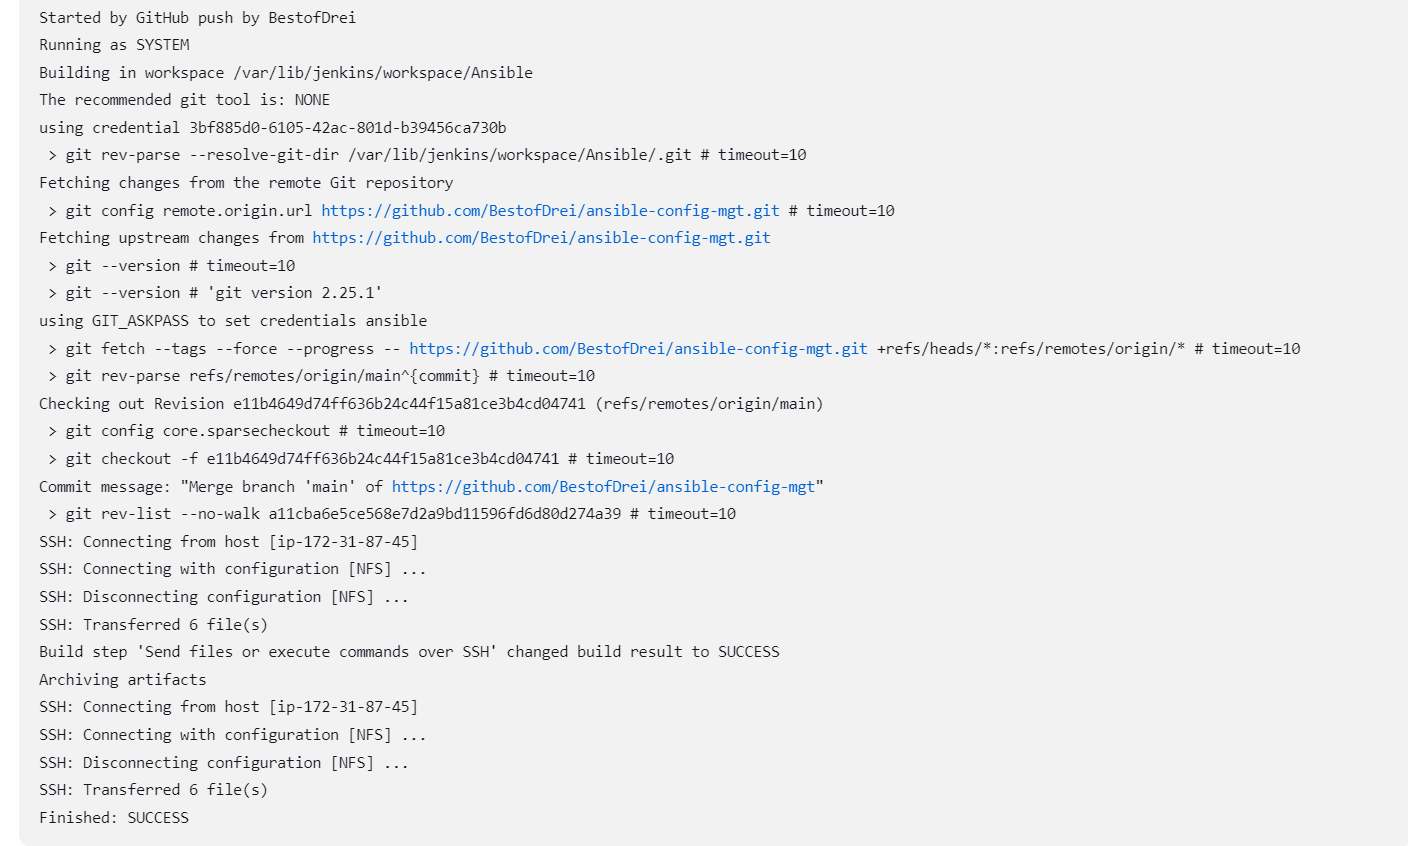 Started by GitHub push by BestofDrei
Running as SYSTEM
Building in workspace /var/lib/jenkins/workspace/Ansible
The recommended git tool is: NONE
using credential 3bf885d0-6105-42ac-801d-b39456ca730b
 > git rev-parse --resolve-git-dir /var/lib/jenkins/workspace/Ansible/.git # timeout=10
Fetching changes from the remote Git repository
 > git config remote.origin.url https://github.com/BestofDrei/ansible-config-mgt.git # timeout=10
Fetching upstream changes from https://github.com/BestofDrei/ansible-config-mgt.git
 > git --version # timeout=10
 > git --version # 'git version 2.25.1'
using GIT_ASKPASS to set credentials ansible
 > git fetch --tags --force --progress -- https://github.com/BestofDrei/ansible-config-mgt.git +refs/heads/*:refs/remotes/origin/* # timeout=10
 > git rev-parse refs/remotes/origin/main^{commit} # timeout=10
Checking out Revision e11b4649d74ff636b24c44f15a81ce3b4cd04741 (refs/remotes/origin/main)
 > git config core.sparsecheckout # timeout=10
 > git checkout -f e11b4649d74ff636b24c44f15a81ce3b4cd04741 # timeout=10
Commit message: "Merge branch 'main' of https://github.com/BestofDrei/ansible-config-mgt"
 > git rev-list --no-walk a11cba6e5ce568e7d2a9bd11596fd6d80d274a39 # timeout=10
SSH: Connecting from host [ip-172-31-87-45]
SSH: Connecting with configuration [NFS] ...
SSH: Disconnecting configuration [NFS] ...
SSH: Transferred 6 file(s)
Build step 'Send files or execute commands over SSH' changed build result to SUCCESS
Archiving artifacts
SSH: Connecting from host [ip-172-31-87-45]
SSH: Connecting with configuration [NFS] ...
SSH: Disconnecting configuration [NFS] ...
SSH: Transferred 6 file(s)
Finished: SUCCESS